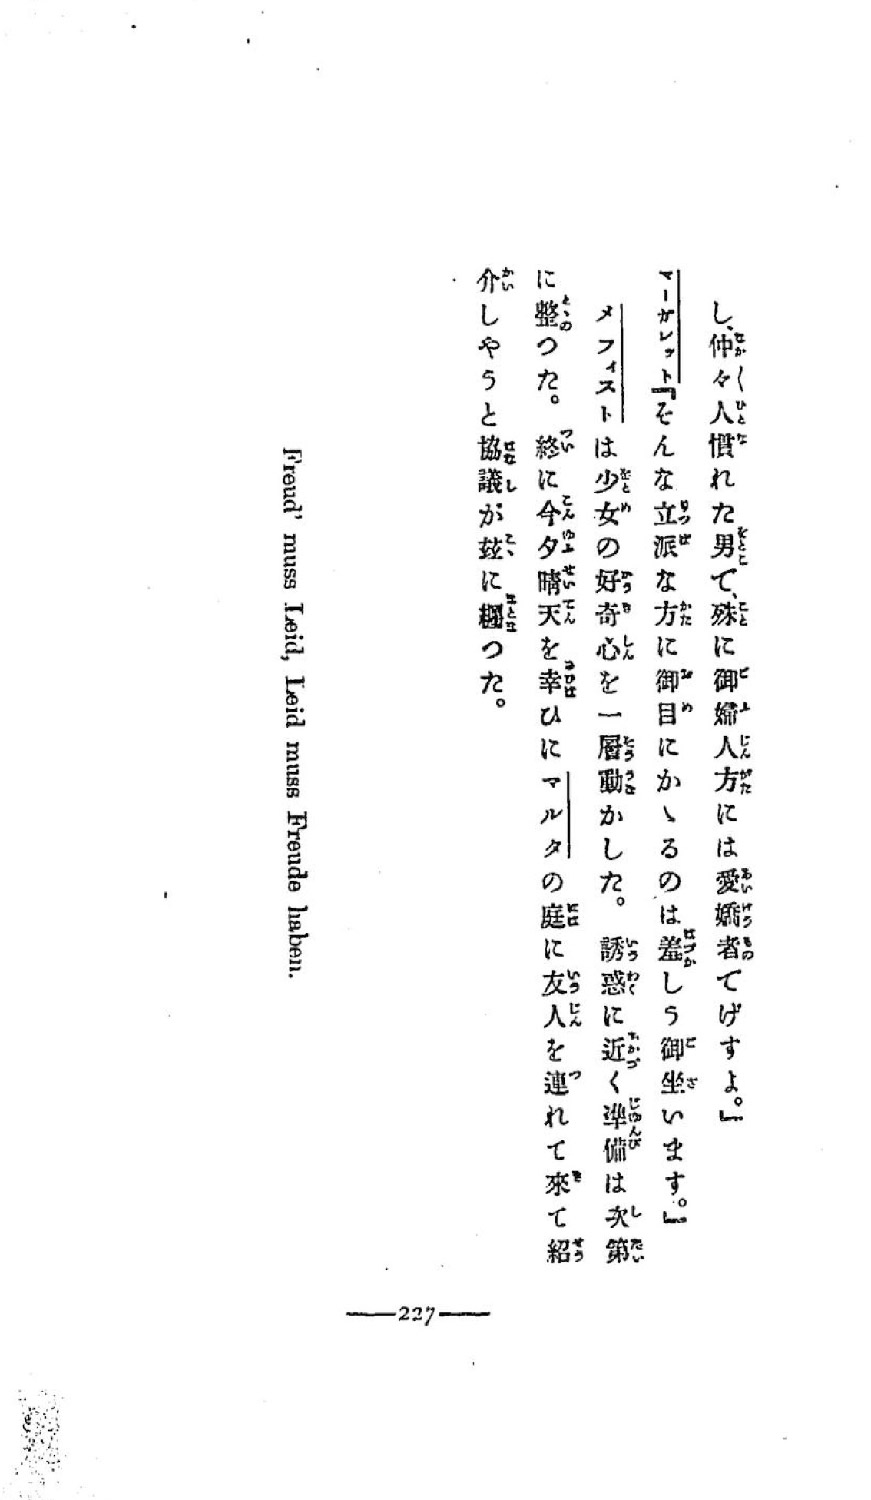 し、仲々人慣れた男で、殊に御婦人方には愛嬌者でげすよ。』
マーガレット『そんな立派な方に御目にかゝるのは羞しう御坐います。』
メフィストは少女の好奇心を一層動かした。誘惑に近く準備は次第
に整つた。終に今夕晴天を幸ひにマルタの庭に友人を連れて來て紹
介しやうと協議が玆に纒つた。
Freud' muss Leid, Leid muss Freude haben.
227